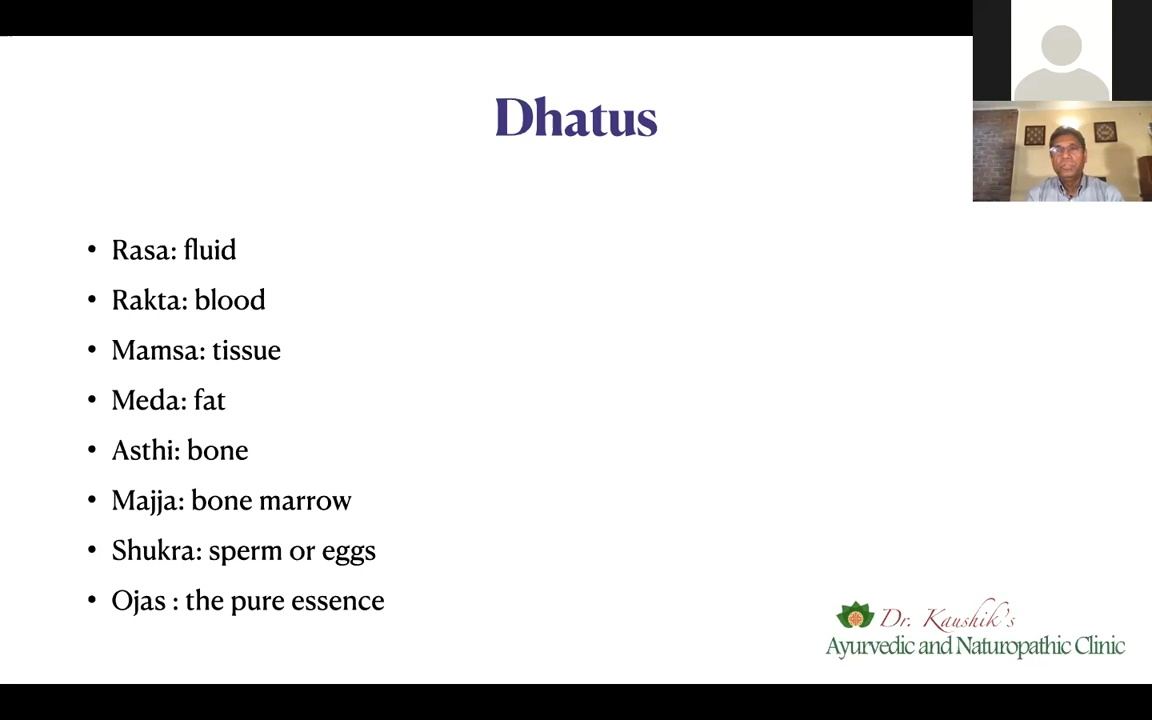 Dhatus
• Rasa: fluid
• Rakta: blood
• Mamsa: tissue
• Meda: fat
• Asthi: bone
• Majja: bone marrow
• Shukra: sperm or eggs
• Ojas : the pure essence
Dr. Kaushik's
Ayurvedic and Naturopathic Clinic